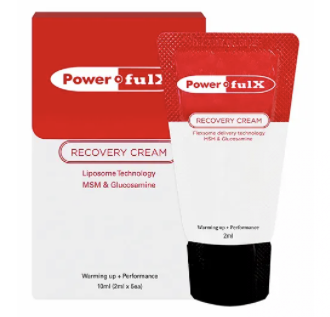 Power fulX
RECOVERY CREAM
Liposome Technology
MSM & Glucosamine
Warming up + Performance
10ml (2ml x 5ea)
Power fulX
RECOVERY CREAM
Liposome delivery technology
MSM & Glucosamine
Warming up + Performance
2ml